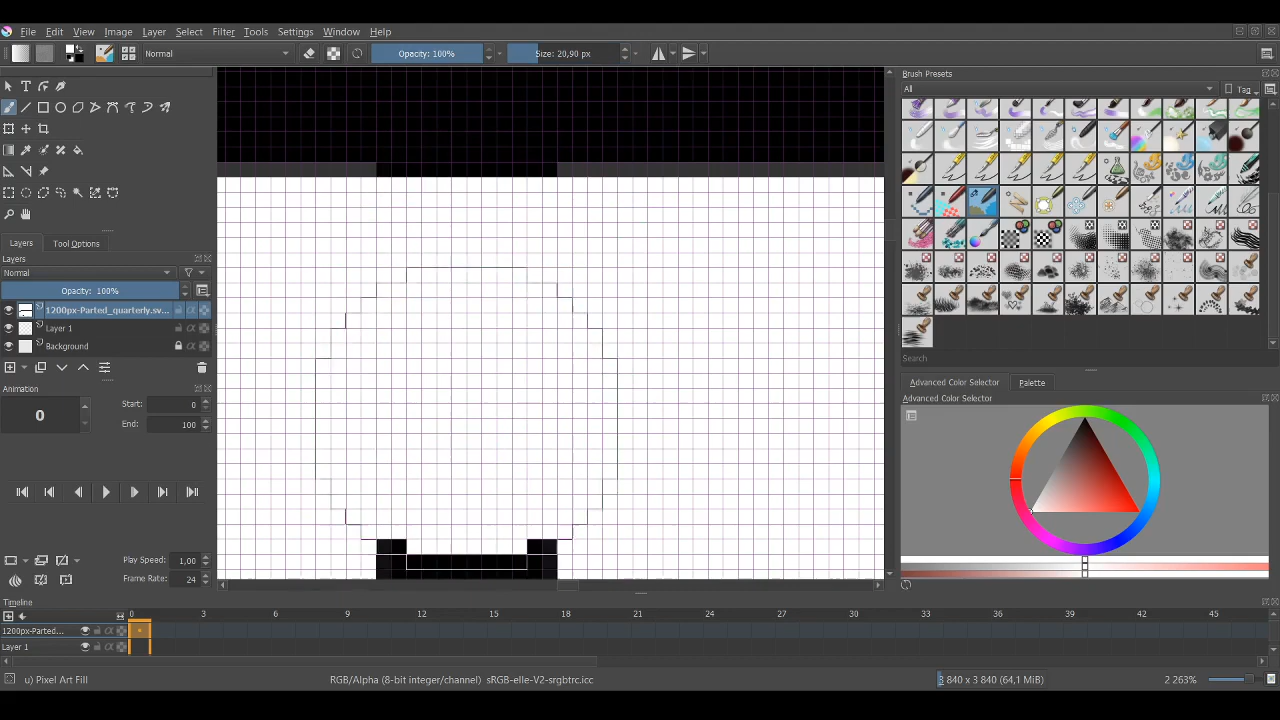 File Edit View Image Layer Select Filter Tools Settings Window Help
Normal Opacity: 100% Size: 20,90 px
Brush Presets
All Tag
Layers Tool Options
Layers
Normal
Opacity: 100%
1200px-Parted_quarterly.sv...
Layer 1
Background
Search
Animation
Advanced Color Selector Palette
Advanced Color Selector
0 Start: 0
End: 100
Play Speed: 1,00
Frame Rate: 24
Timeline
0 3 6 9 12 15 18 21 24 27 30 33 36 39 42 45
1200px-Parted...
Layer 1
u) Pixel Art Fill RGB/Alpha (8-bit integer/channel) sRGB-elle-V2-srgbtrc.icc 3 840 x 3 840 (64,1 MiB) 2 263%